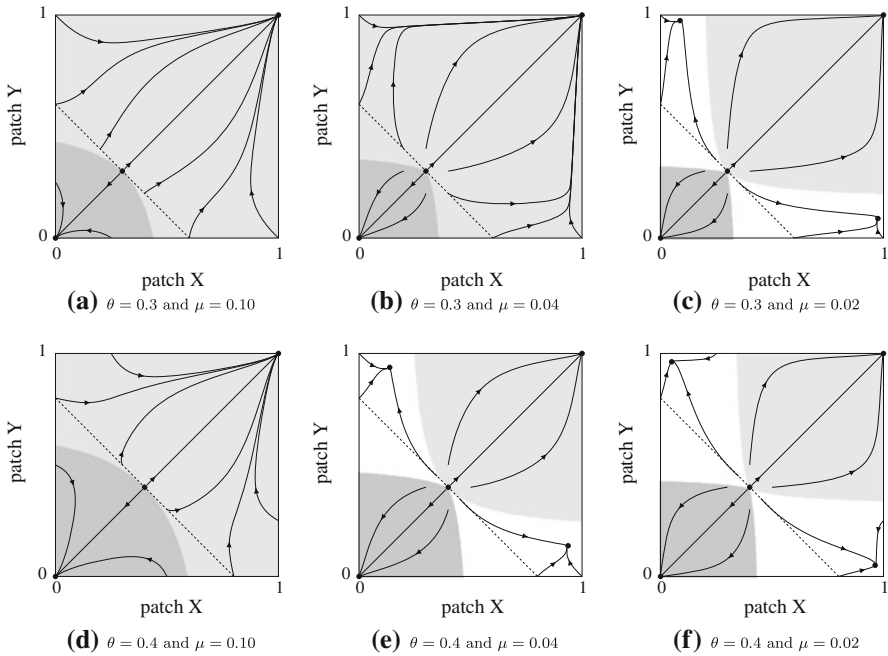 1
1
1
patch Y
patch Y
patch Y
0
0
0
0
1
0
1
0
1
patch X
patch X
patch X
(a) θ = 0.3 and μ = 0.10
(b) θ = 0.3 and μ = 0.04
(c) θ = 0.3 and μ = 0.02
1
1
1
patch Y
patch Y
patch Y
0
0
0
0
1
0
1
0
1
patch X
patch X
patch X
(d) θ = 0.4 and μ = 0.10
(e) θ = 0.4 and μ = 0.04
(f) θ = 0.4 and μ = 0.02